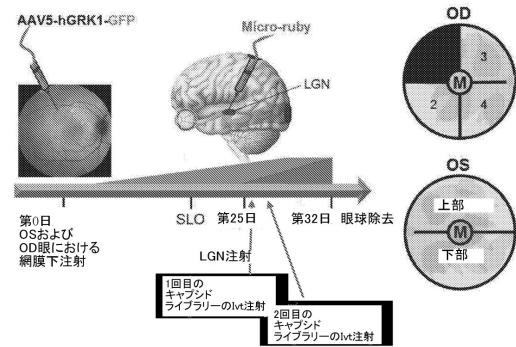 AAV5-hGRK1-GFP
Micro-ruby
LGN
OD
3
M
2
4
OS
上部
M
下部
第0日
OSおよび
OD眼における
網膜下注射
SLO
第25日
第32日
眼球除去
LGN注射
1回目の
キャプシド
ライブラリーのIvt注射
2回目の
キャプシド
ライブラリーのIvt注射